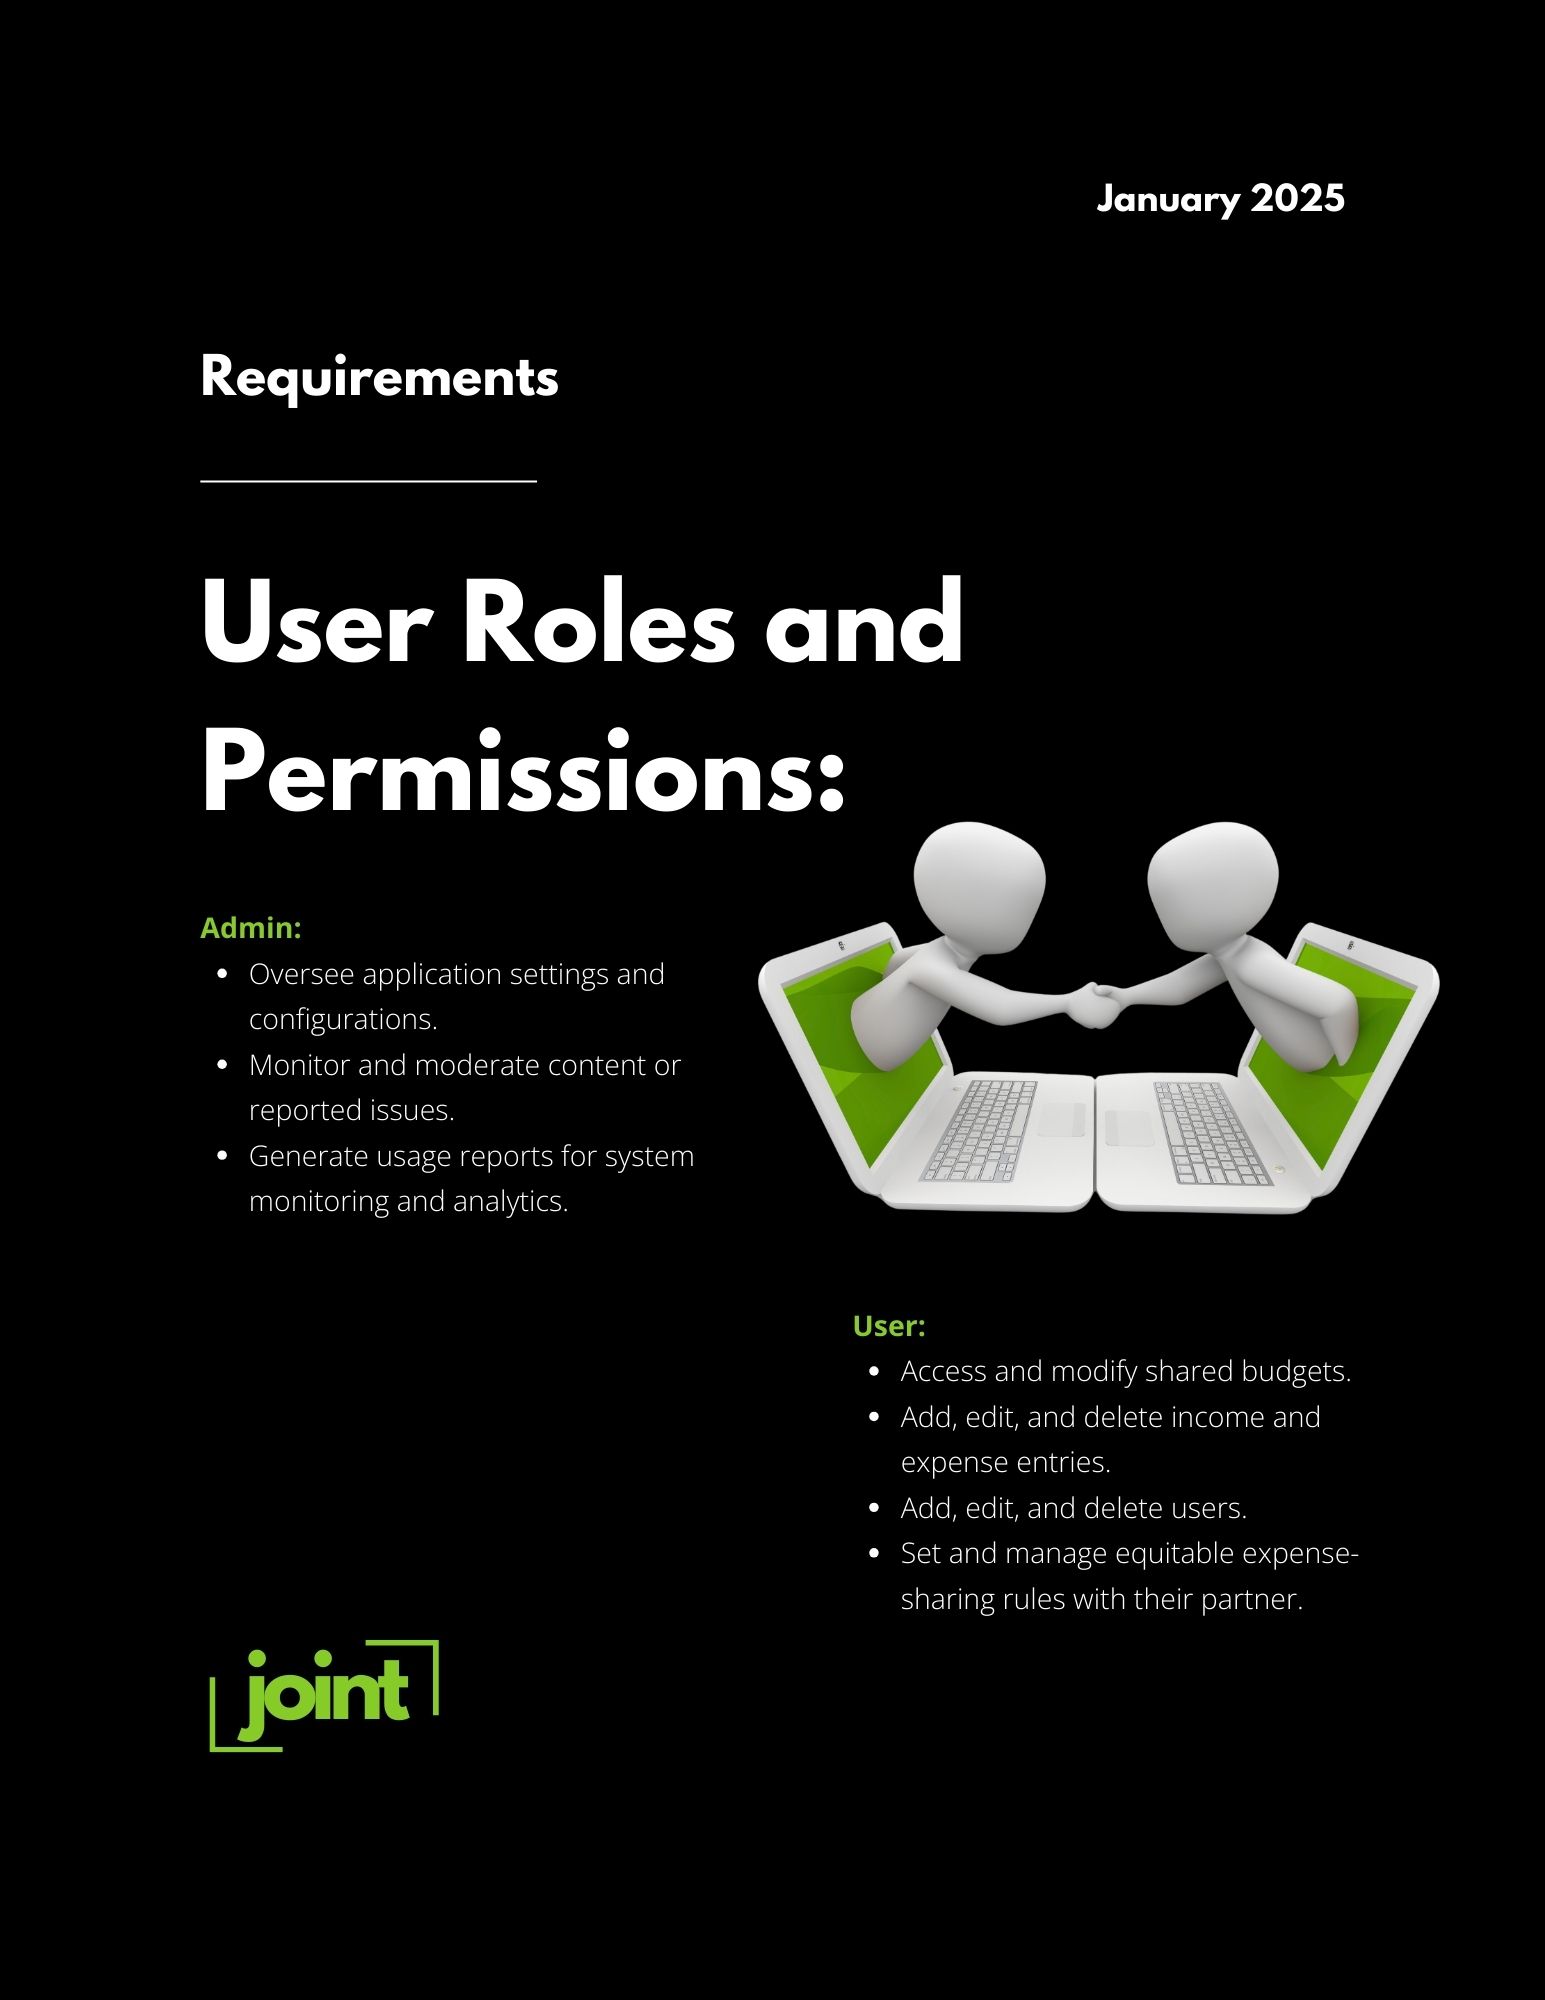 January 2025
Requirements
User Roles and
Permissions:
Admin:
• Oversee application settings and
configurations.
• Monitor and moderate content or
reported issues.
• Generate usage reports for system
monitoring and analytics.
User:
• Access and modify shared budgets.
• Add, edit, and delete income and
expense entries.
• Add, edit, and delete users.
• Set and manage equitable expense-
sharing rules with their partner.
joint